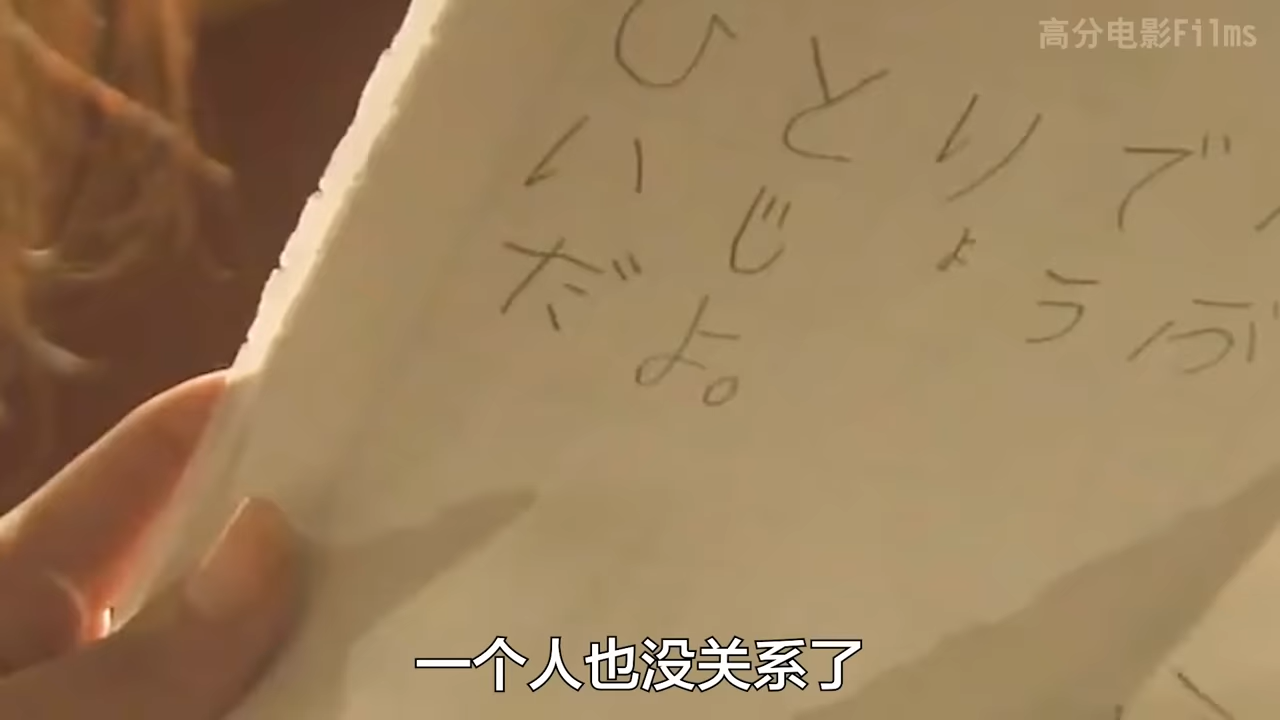 高分电影Films
ひとりで
いじょうぶ
だよ。
一个人也没关系了